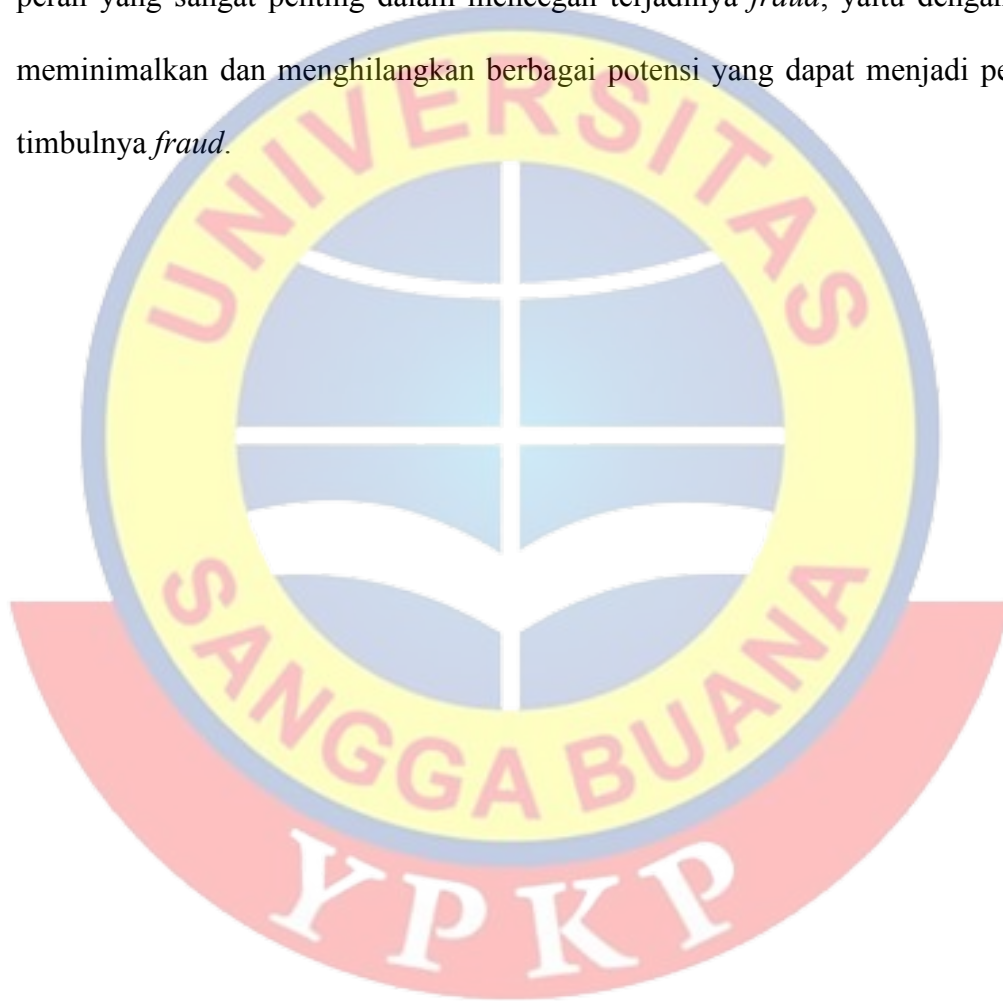 peran yang sangat penting dalam mencegah terjadinya fraud, yaitu dengan
meminimalkan dan menghilangkan berbagai potensi yang dapat menjadi
timbulnya fraud.
UNIVERSITAS
SANGGA BUANA
YPKP